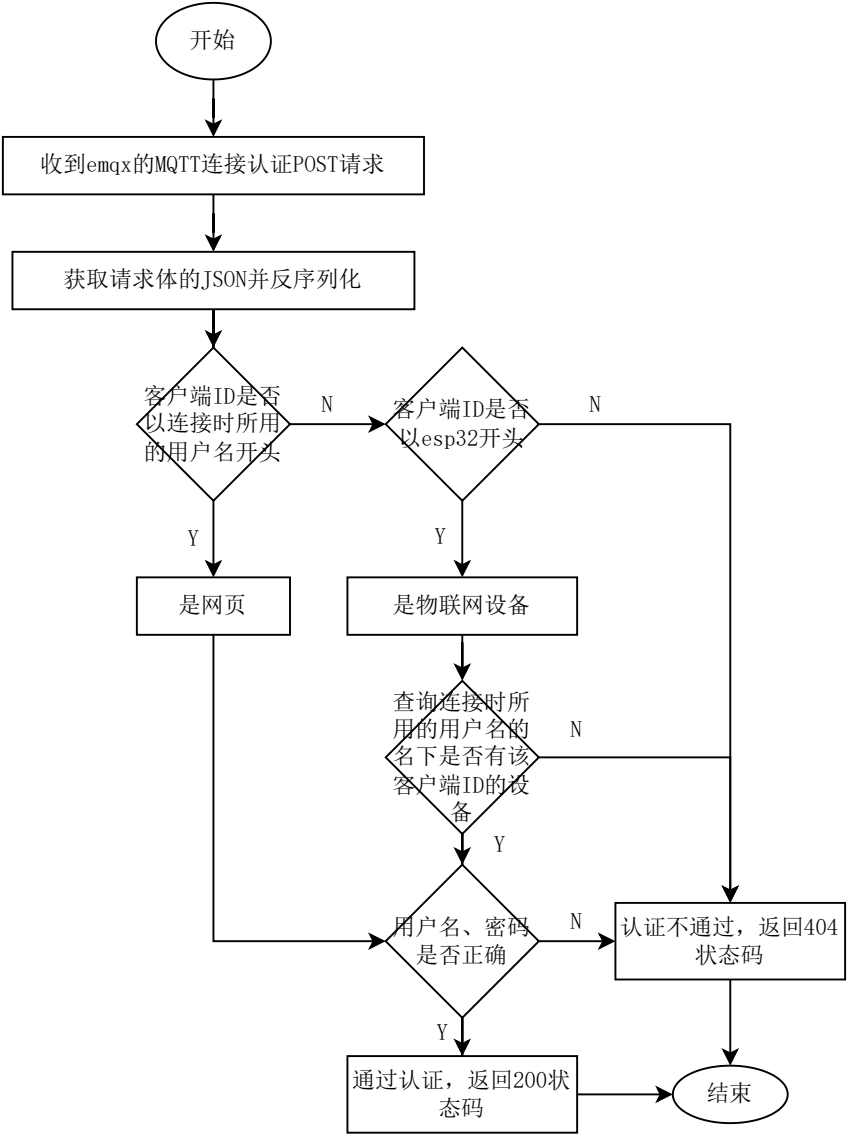 开始
收到emqx的MQTT连接认证POST请求
获取请求体的JSON并反序列化
客户端ID是否
以连接时所用
的用户名开头
N
客户端ID是否
以esp32开头
N
Y
Y
是网页
是物联网设备
查询连接时所
用的用户名的
名下是否有该
客户端ID的设
备
N
Y
用户名、密码
是否正确
N
认证不通过，返回404
状态码
Y
通过认证，返回200状
态码
结束